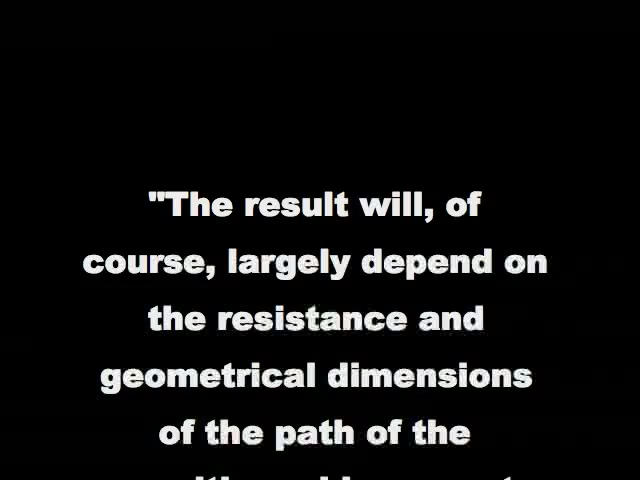 "The result will, of
course, largely depend on
the resistance and
geometrical dimensions
of the path of the